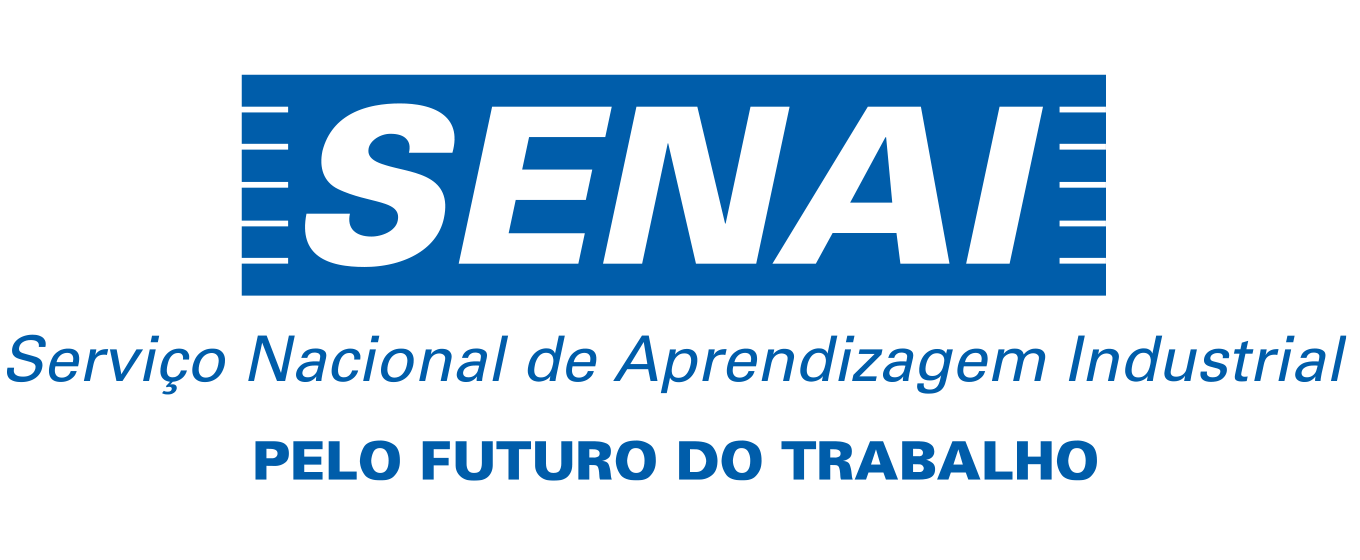 SENAI
Serviço Nacional de Aprendizagem Industrial
PELO FUTURO DO TRABALHO